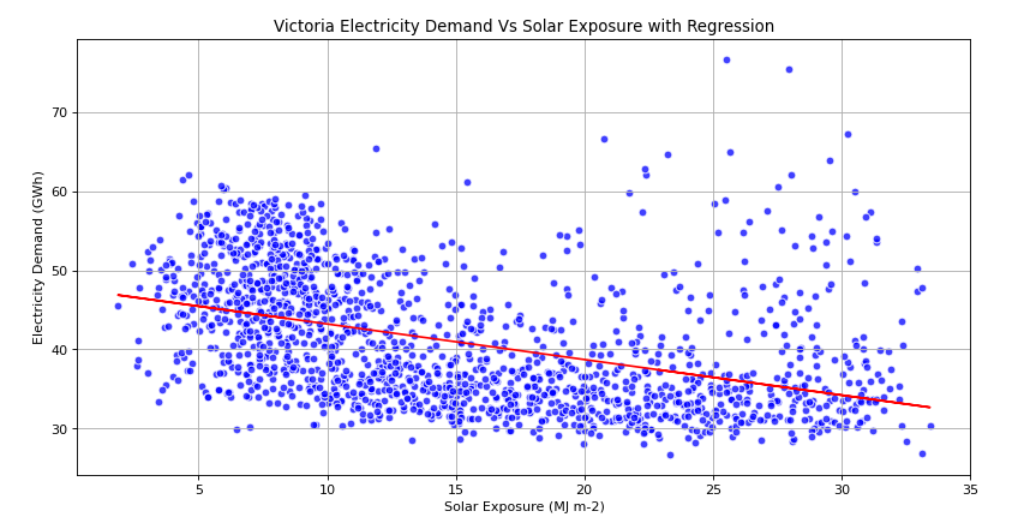 Victoria Electricity Demand Vs Solar Exposure with Regression
Electricity Demand (GWh)
70
60
50
40
30
5 10 15 20 25 30 35
Solar Exposure (MJ m-2)